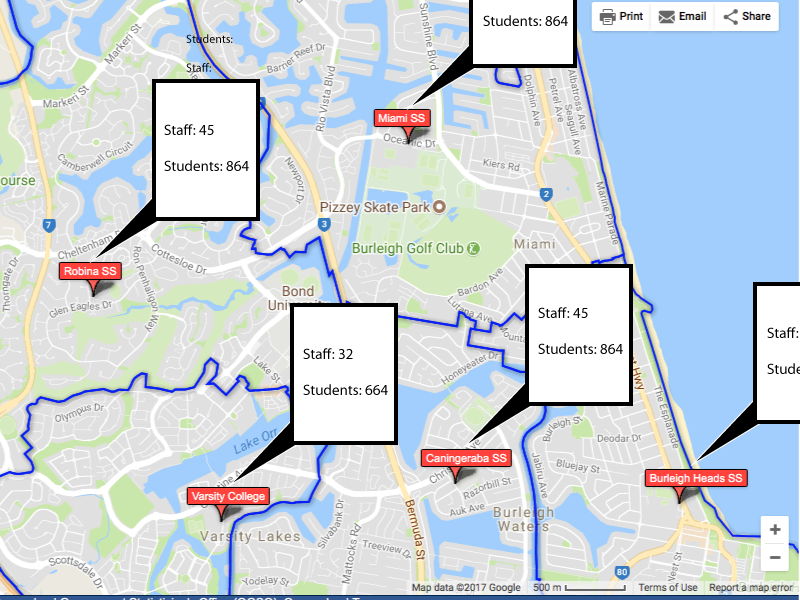 Students: 864
Print
Email
Share
Students:
Staff:
Markeri St
Barrier Reef Dr
Sunshine Blvd
Rio Vista Blvd
Markeri St
Dolphin Ave
Petrel Ave
Seagull Ave
Albatross Ave
Miami SS
Oceanic Dr
Staff: 45
Students: 864
Camberwell Circuit
Kiers Rd
Newport Dr
ourse
2
Marine Parade
Pizzey Skate Park
7
3
Cheltenham
Cottesloe Dr
Burleigh Golf Club
Miami
Robina SS
Thorngate Dr
Ron Penhaligon Way
Bardon Ave
Glen Eagles Dr
Bond
University
Staff: 45
Students: 864
Staff: 32
Students: 664
Staff:
Stude
Honeyeater Dr
Lake St
t Hwy
Olympus Dr
The Esplanade
Lake Orr
Burleigh St
Deodar Dr
Caningeraba SS
Bluejay St
Jabiru Ave
Burleigh Heads SS
Varsity College
Razorbill St
Auk Ave
Burleigh
Waters
Bermuda St
Varsity Lakes
Silvabank Dr
Mattocks Rd
Treeview Dr
Scottsdale Dr
80
West St
Map data ©2017 Google
500 m
Terms of Use
Report a map error